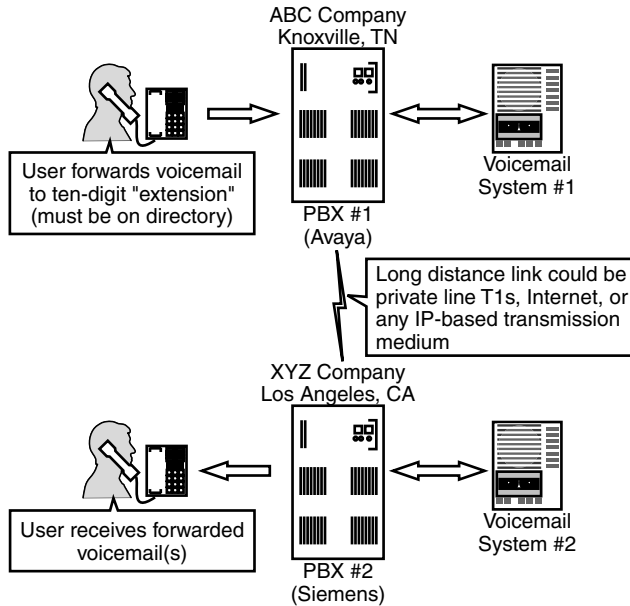 ABC Company
Knoxville, TN
User forwards voicemail
to ten-digit "extension"
(must be on directory)
Voicemail
System #1
PBX #1
(Avaya)
Long distance link could be
private line T1s, Internet, or
any IP-based transmission
medium
XYZ Company
Los Angeles, CA
User receives forwarded
voicemail(s)
Voicemail
System #2
PBX #2
(Siemens)